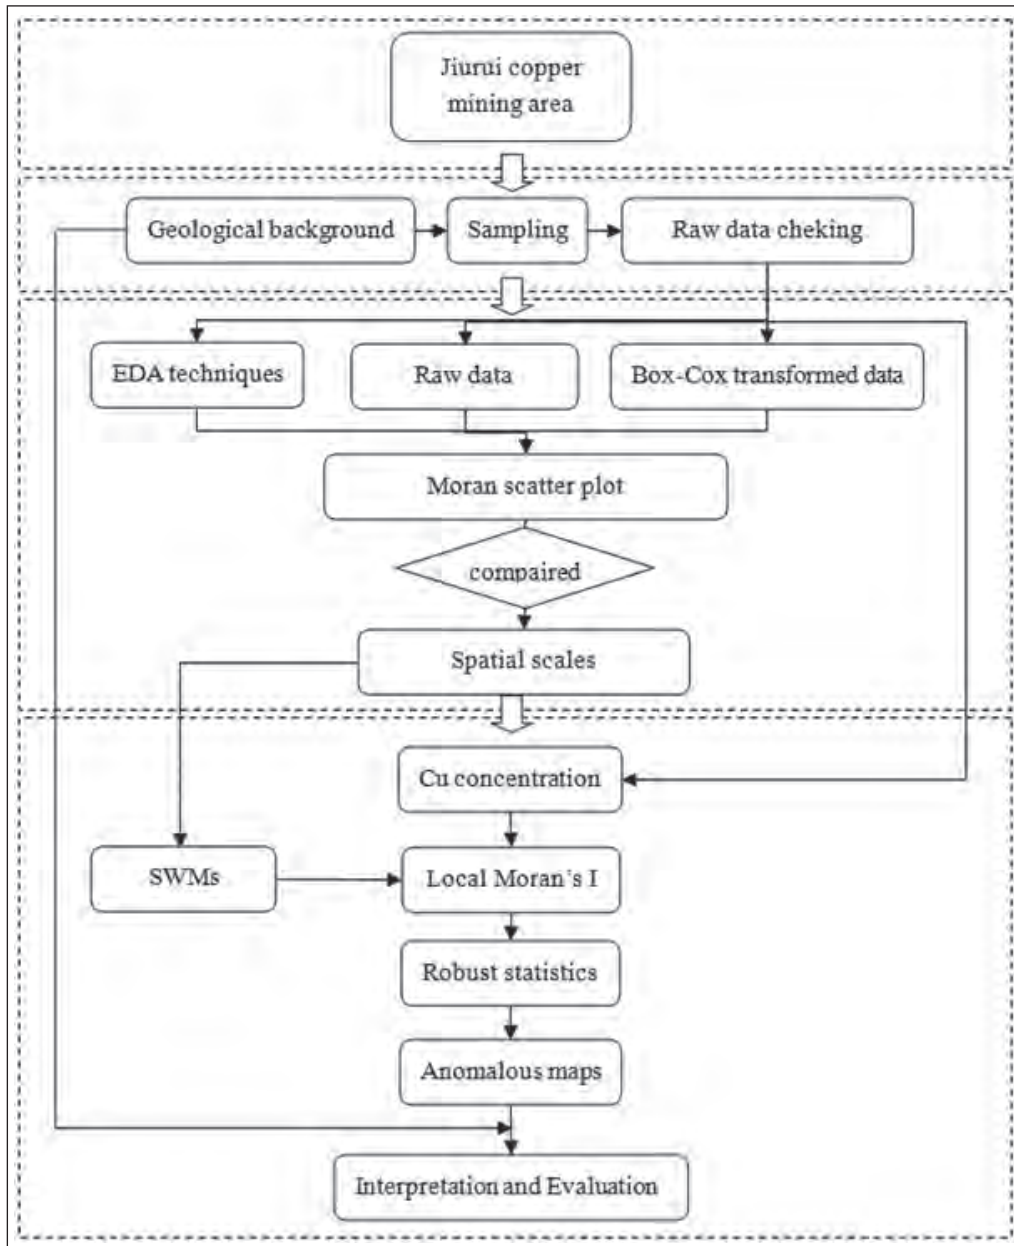 Jiurui copper
mining area
Geological background
Sampling
Raw data cheking
EDA techniques
Raw data
Box-Cox transformed data
Moran scatter plot
compaired
Spatial scales
Cu concentration
SWMs
Local Moran's I
Robust statistics
Anomalous maps
Interpretation and Evaluation